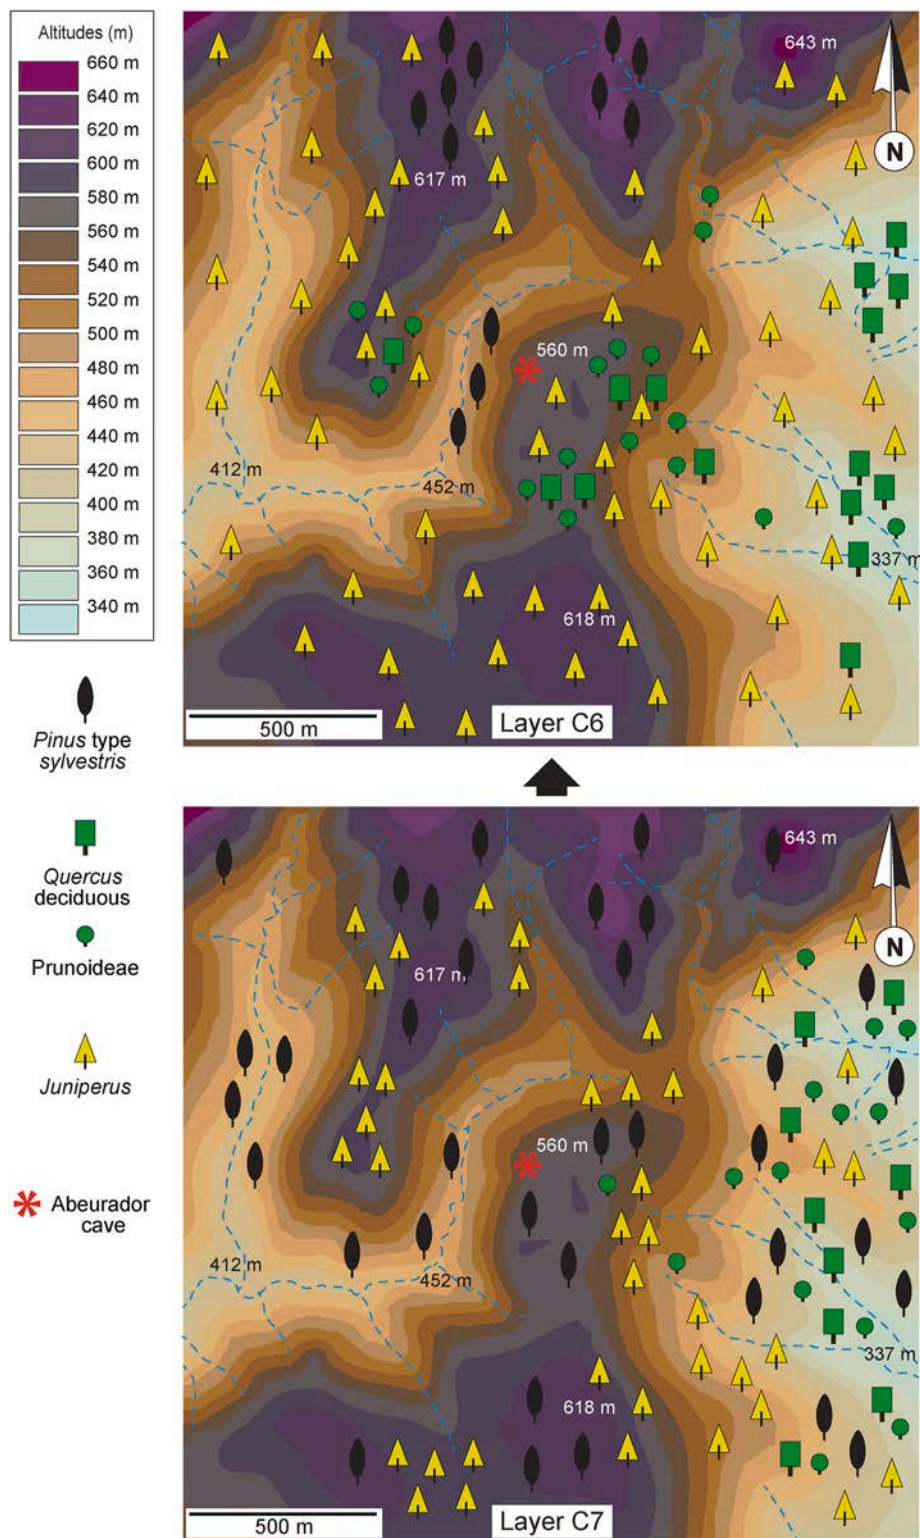 Altitudes (m)
660 m
640 m
620 m
600 m
580 m
560 m
540 m
520 m
500 m
480 m
460 m
440 m
420 m
400 m
380 m
360 m
340 m
Pinus type
sylvestris
Quercus
deciduous
Prunoideae
Juniperus
Abeurador
cave
643 m
N
617 m
560 m
412 m
452 m
337 m
618 m
500 m
Layer C6
643 m
N
617 m
560 m
412 m
452 m
337 m
618 m
500 m
Layer C7